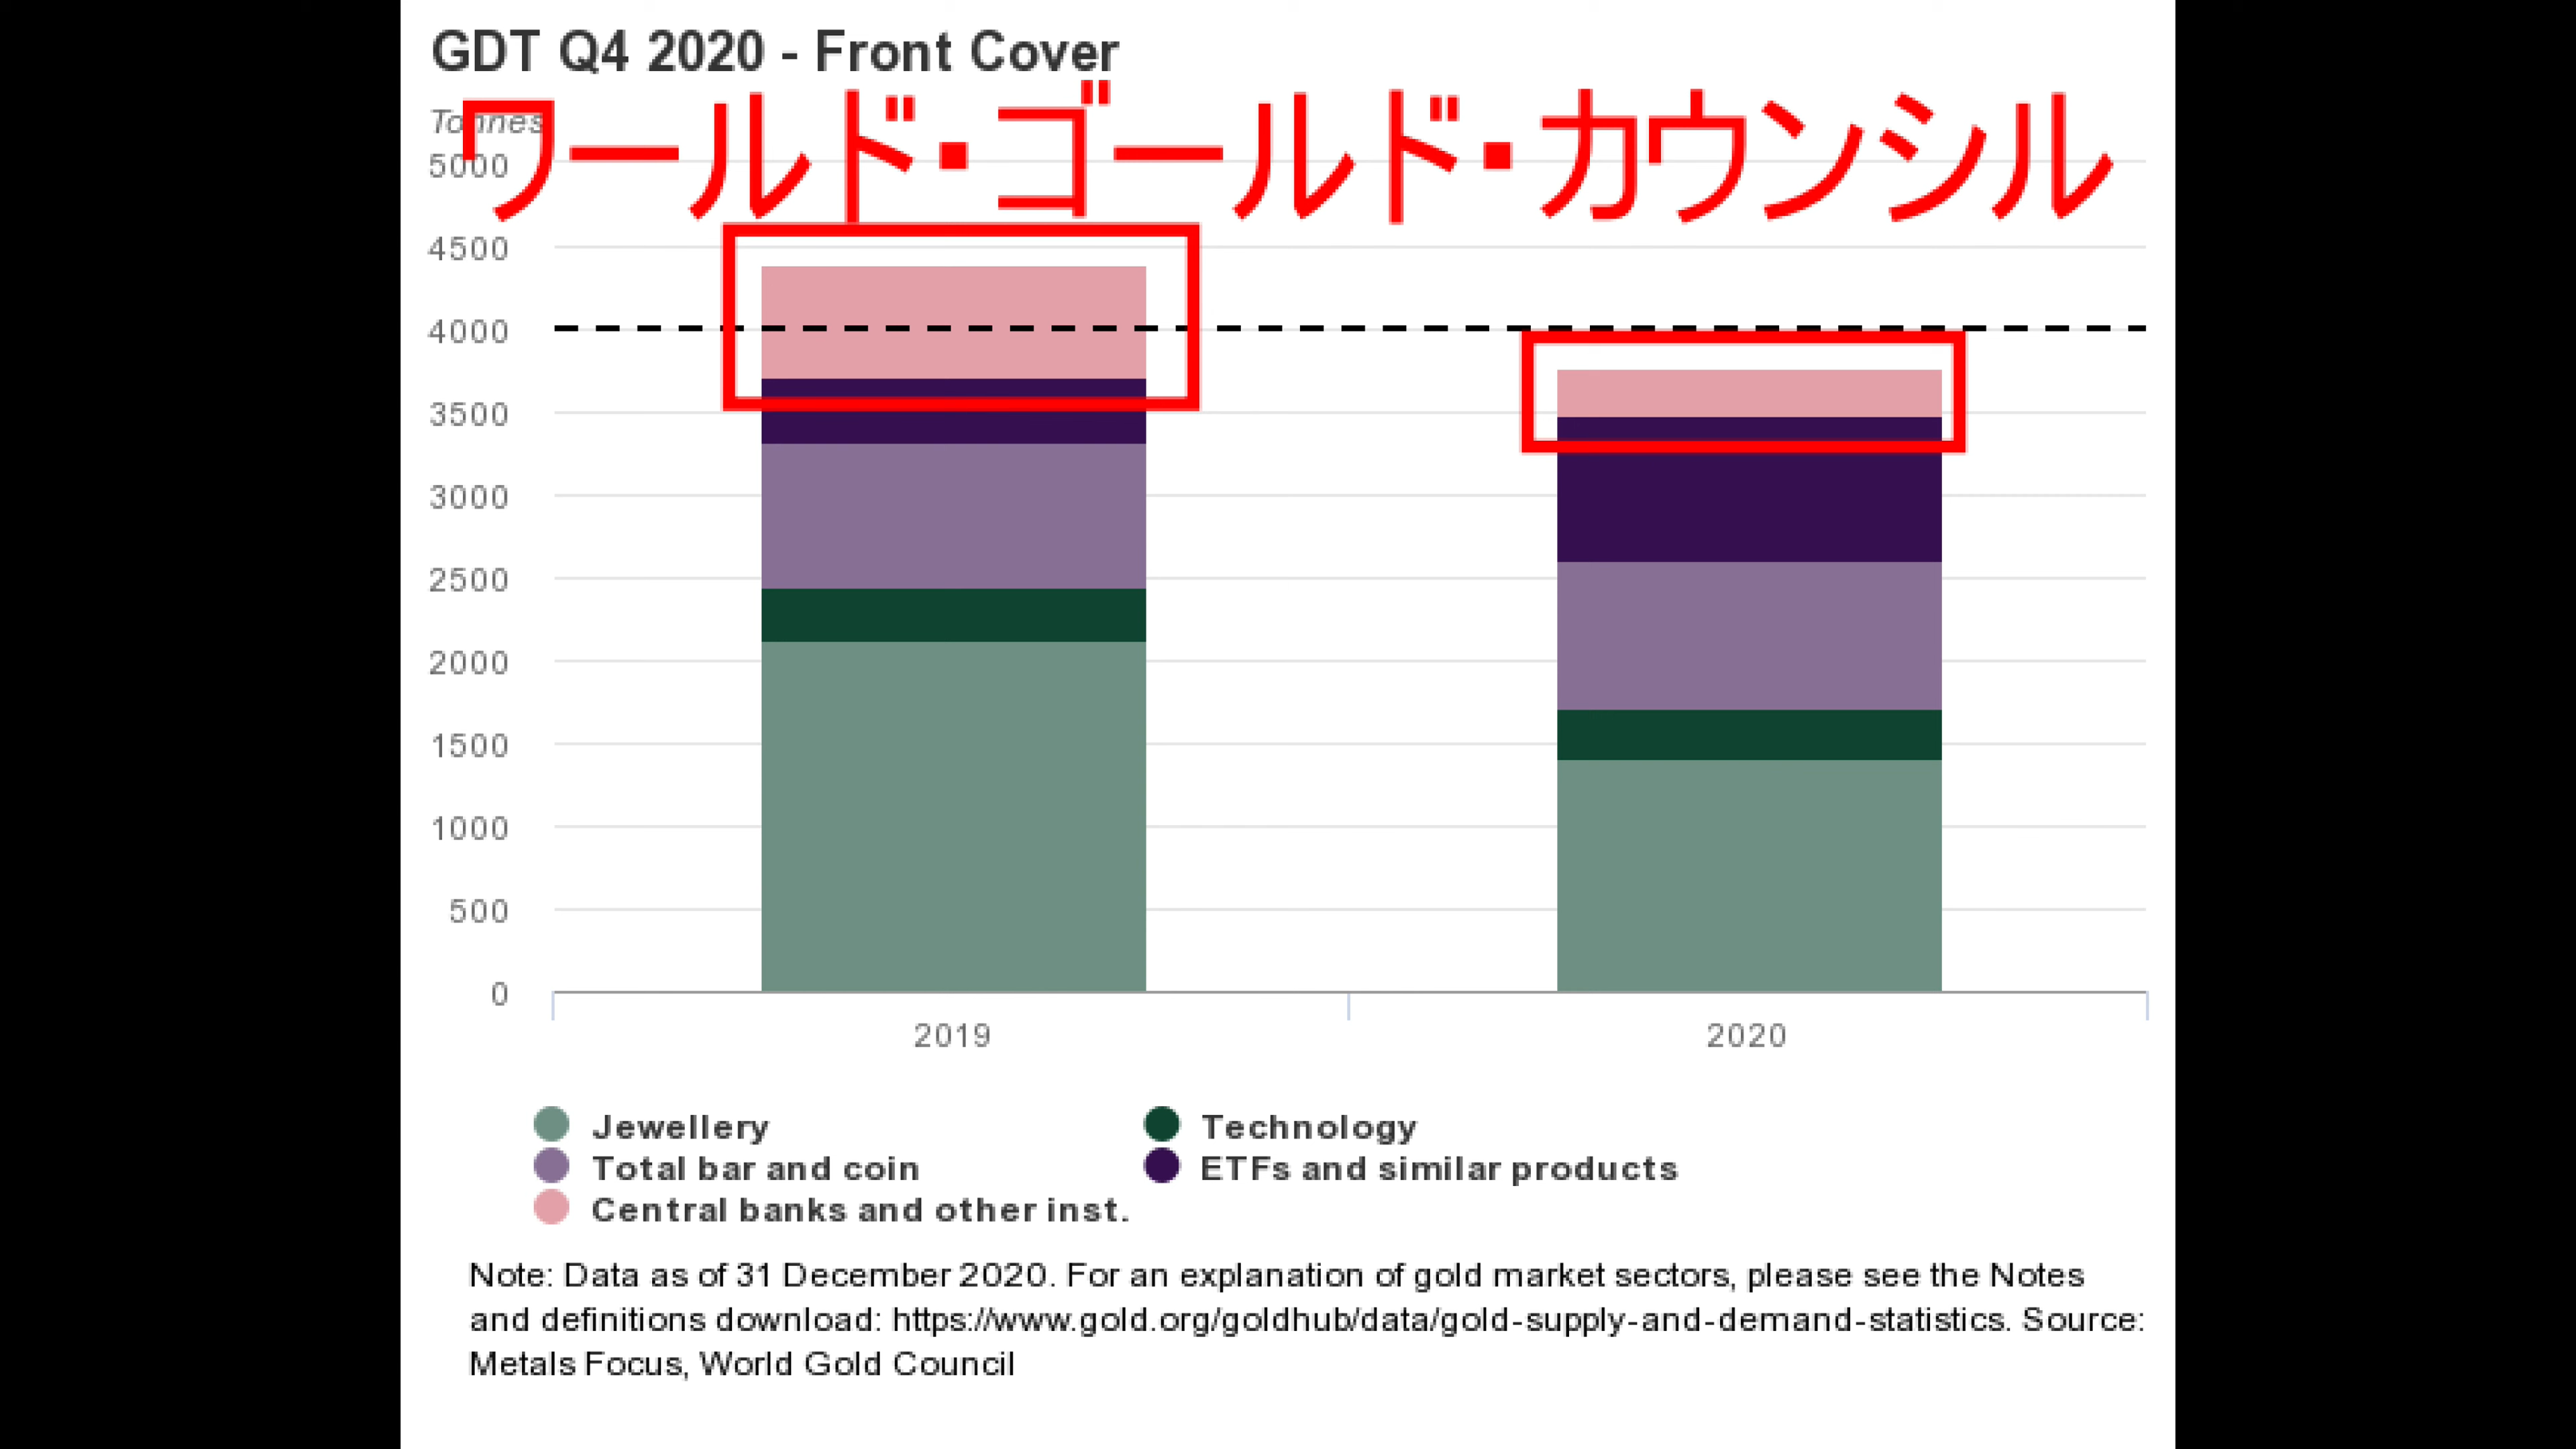 GDT Q4 2020 - Front Cover
Tonnes
ワールド・ゴールド・カウンシル
5000
4500
4000
3500
3000
2500
2000
1500
1000
500
0
2019
2020
Jewellery
Technology
Total bar and coin
ETFs and similar products
Central banks and other inst.
Note: Data as of 31 December 2020. For an explanation of gold market sectors, please see the Notes
and definitions download: https://www.gold.org/goldhub/data/gold-supply-and-demand-statistics. Source:
Metals Focus, World Gold Council